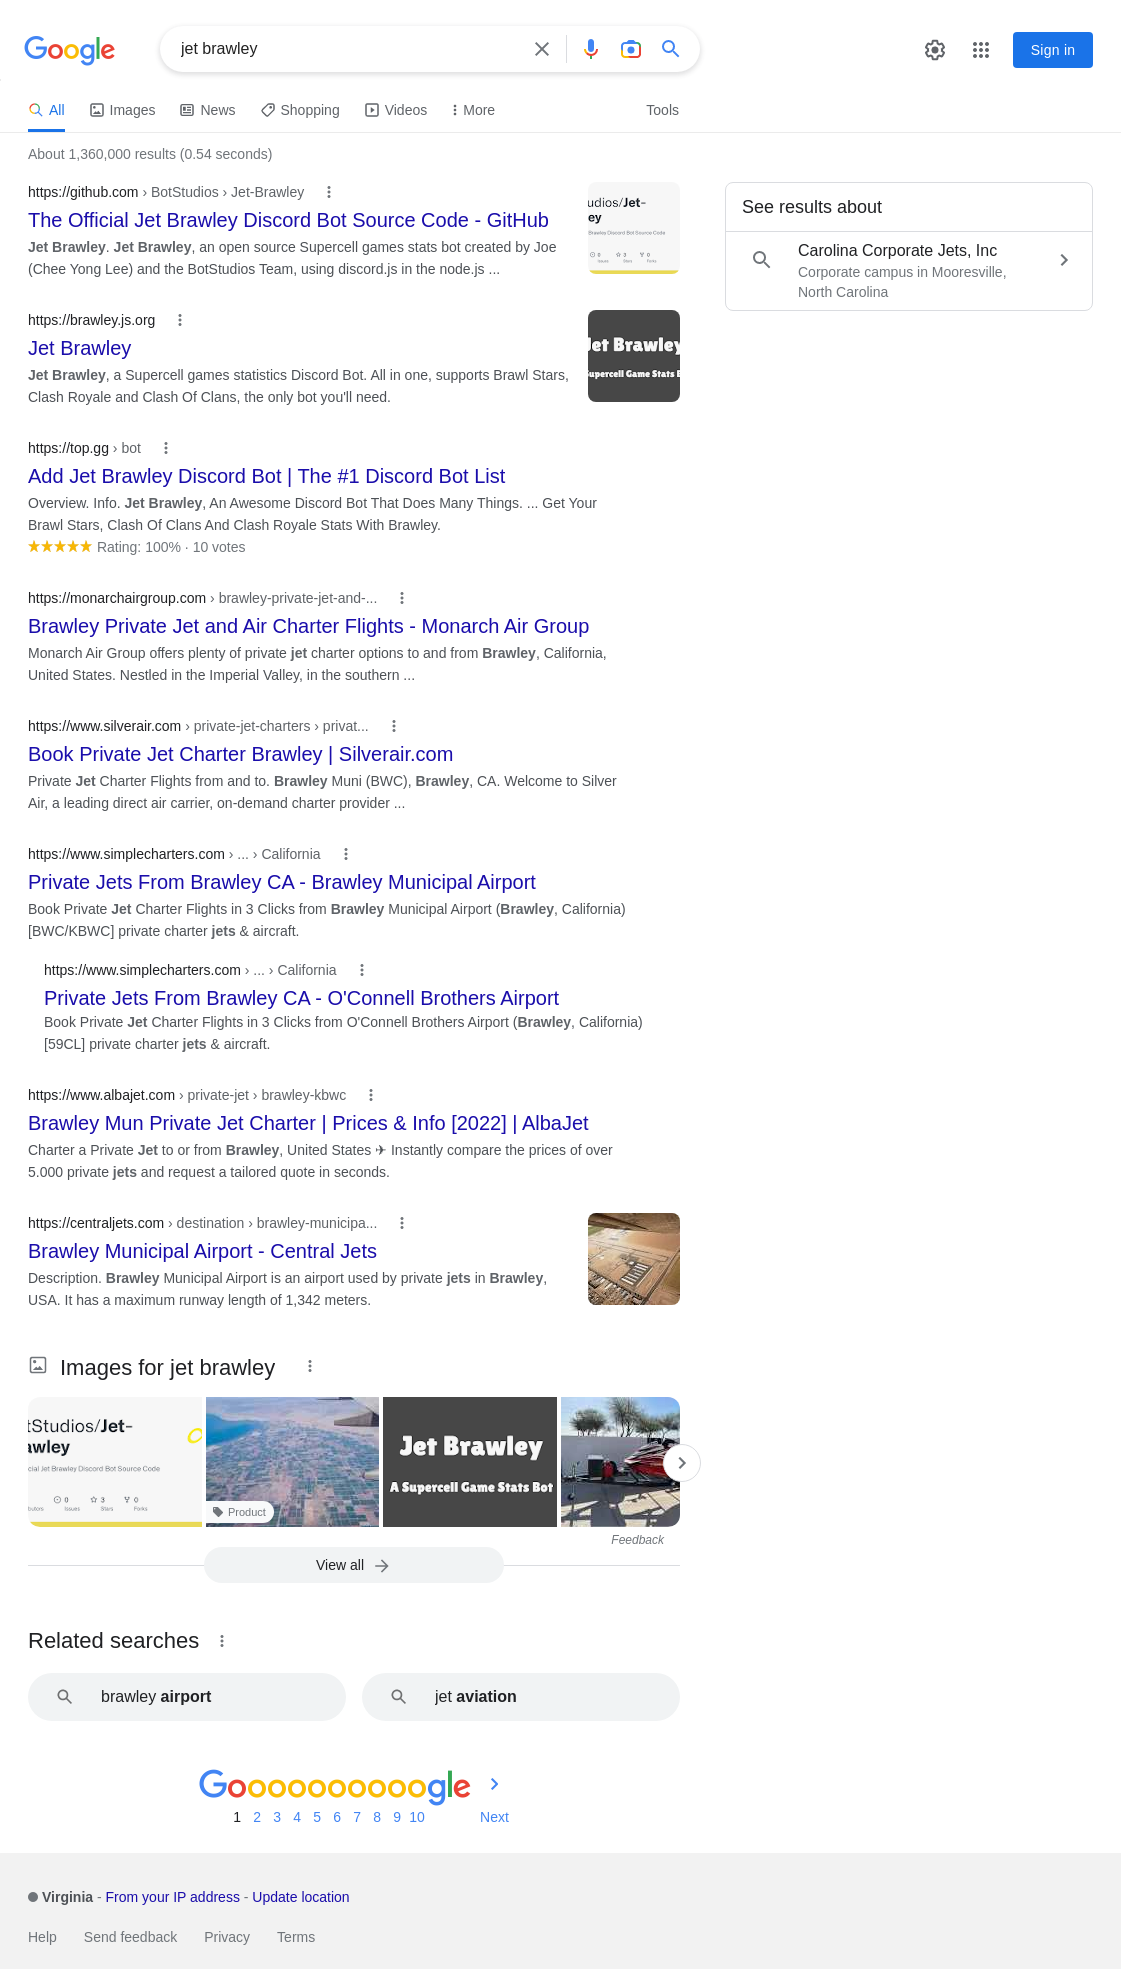 Google
jet brawley
Sign in
All
Images
News
Shopping
Videos
More
Tools
About 1,360,000 results (0.54 seconds)
https://github.com › BotStudios › Jet-Brawley
The Official Jet Brawley Discord Bot Source Code - GitHub
Jet Brawley. Jet Brawley, an open source Supercell games stats bot created by Joe
(Chee Yong Lee) and the BotStudios Team, using discord.js in the node.js ...
udios/Jet-
ey
Brawley Discord Bot Source Code
https://brawley.js.org
Jet Brawley
Jet Brawley, a Supercell games statistics Discord Bot. All in one, supports Brawl Stars,
Clash Royale and Clash Of Clans, the only bot you'll need.
Jet Brawley
Supercell Game Stats B
https://top.gg › bot
Add Jet Brawley Discord Bot | The #1 Discord Bot List
Overview. Info. Jet Brawley, An Awesome Discord Bot That Does Many Things. ... Get Your
Brawl Stars, Clash Of Clans And Clash Royale Stats With Brawley.
Rating: 100% · 10 votes
https://monarchairgroup.com › brawley-private-jet-and-...
Brawley Private Jet and Air Charter Flights - Monarch Air Group
Monarch Air Group offers plenty of private jet charter options to and from Brawley, California,
United States. Nestled in the Imperial Valley, in the southern ...
https://www.silverair.com › private-jet-charters › privat...
Book Private Jet Charter Brawley | Silverair.com
Private Jet Charter Flights from and to. Brawley Muni (BWC), Brawley, CA. Welcome to Silver
Air, a leading direct air carrier, on-demand charter provider ...
https://www.simplecharters.com › ... › California
Private Jets From Brawley CA - Brawley Municipal Airport
Book Private Jet Charter Flights in 3 Clicks from Brawley Municipal Airport (Brawley, California)
[BWC/KBWC] private charter jets & aircraft.
https://www.simplecharters.com › ... › California
Private Jets From Brawley CA - O'Connell Brothers Airport
Book Private Jet Charter Flights in 3 Clicks from O'Connell Brothers Airport (Brawley, California)
[59CL] private charter jets & aircraft.
https://www.albajet.com › private-jet › brawley-kbwc
Brawley Mun Private Jet Charter | Prices & Info [2022] | AlbaJet
Charter a Private Jet to or from Brawley, United States ✈ Instantly compare the prices of over
5.000 private jets and request a tailored quote in seconds.
https://centraljets.com › destination › brawley-municipa...
Brawley Municipal Airport - Central Jets
Description. Brawley Municipal Airport is an airport used by private jets in Brawley,
USA. It has a maximum runway length of 1,342 meters.
Images for jet brawley
tStudios/Jet-
awley
cial Jet Brawley Discord Bot Source Code
0 3 0
butors Issues Stars Forks
Product
Jet Brawley
A Supercell Game Stats Bot
Feedback
View all
Related searches
brawley airport
jet aviation
Goooooooooogle
1 2 3 4 5 6 7 8 9 10 Next
See results about
Carolina Corporate Jets, Inc
Corporate campus in Mooresville,
North Carolina
Virginia - From your IP address - Update location
Help Send feedback Privacy Terms